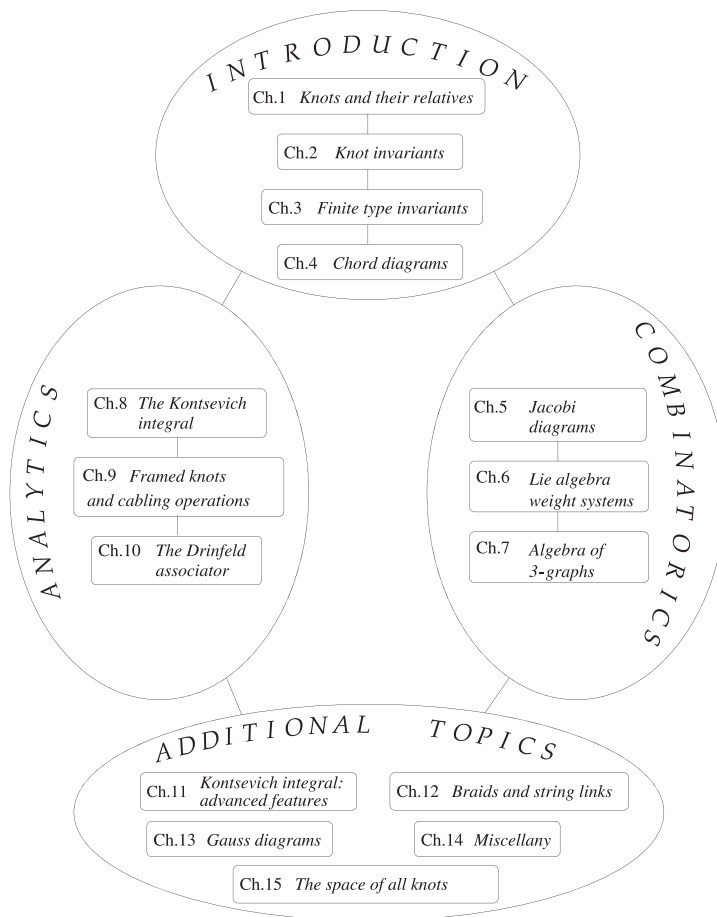 INTRODUCTION
Ch.1 Knots and their relatives
Ch.2 Knot invariants
Ch.3 Finite type invariants
Ch.4 Chord diagrams
ANALYTICS
Ch.8 The Kontsevich
integral
Ch.9 Framed knots
and cabling operations
Ch.10 The Drinfeld
associator
COMBINATORICS
Ch.5 Jacobi
diagrams
Ch.6 Lie algebra
weight systems
Ch.7 Algebra of
3-graphs
ADDITIONAL TOPICS
Ch.11 Kontsevich integral:
advanced features
Ch.12 Braids and string links
Ch.13 Gauss diagrams
Ch.14 Miscellany
Ch.15 The space of all knots